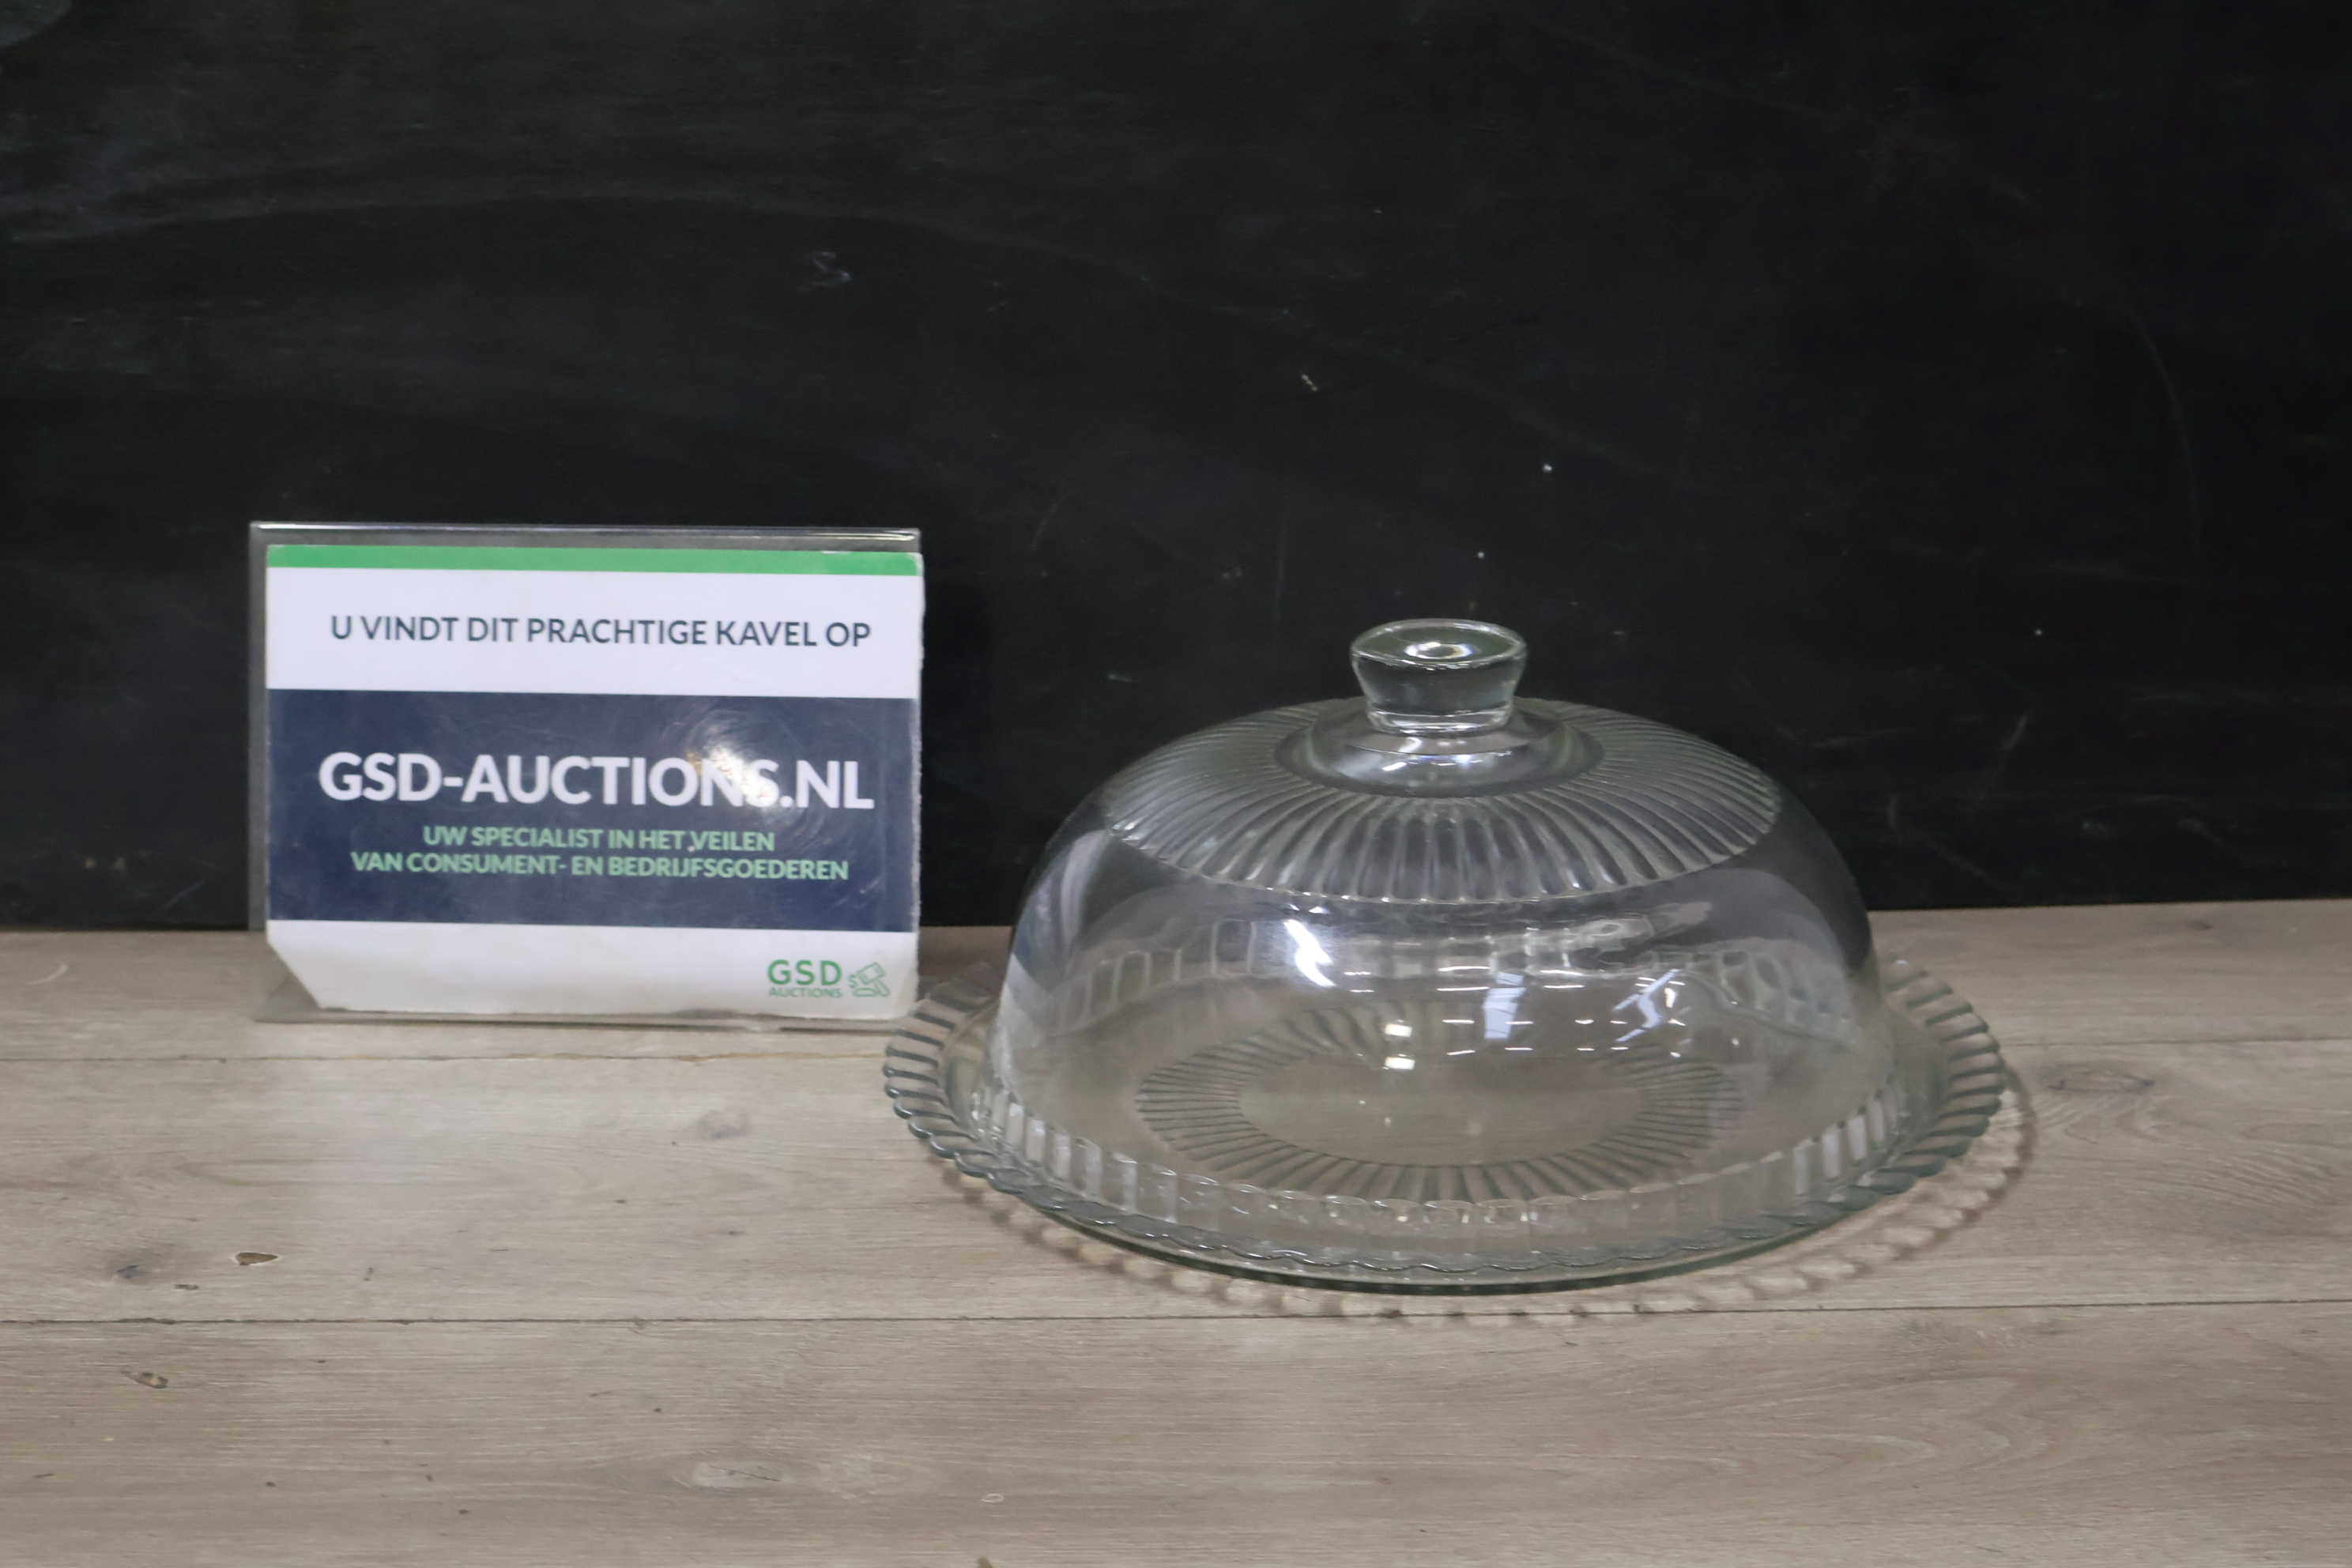 U VINDT DIT PRACHTIGE KAVEL OP
GSD-AUCTIONS.NL
UW SPECIALIST IN HET VEILEN
VAN CONSUMENT- EN BEDRIJFSGOEDEREN
GSD
AUCTIONS